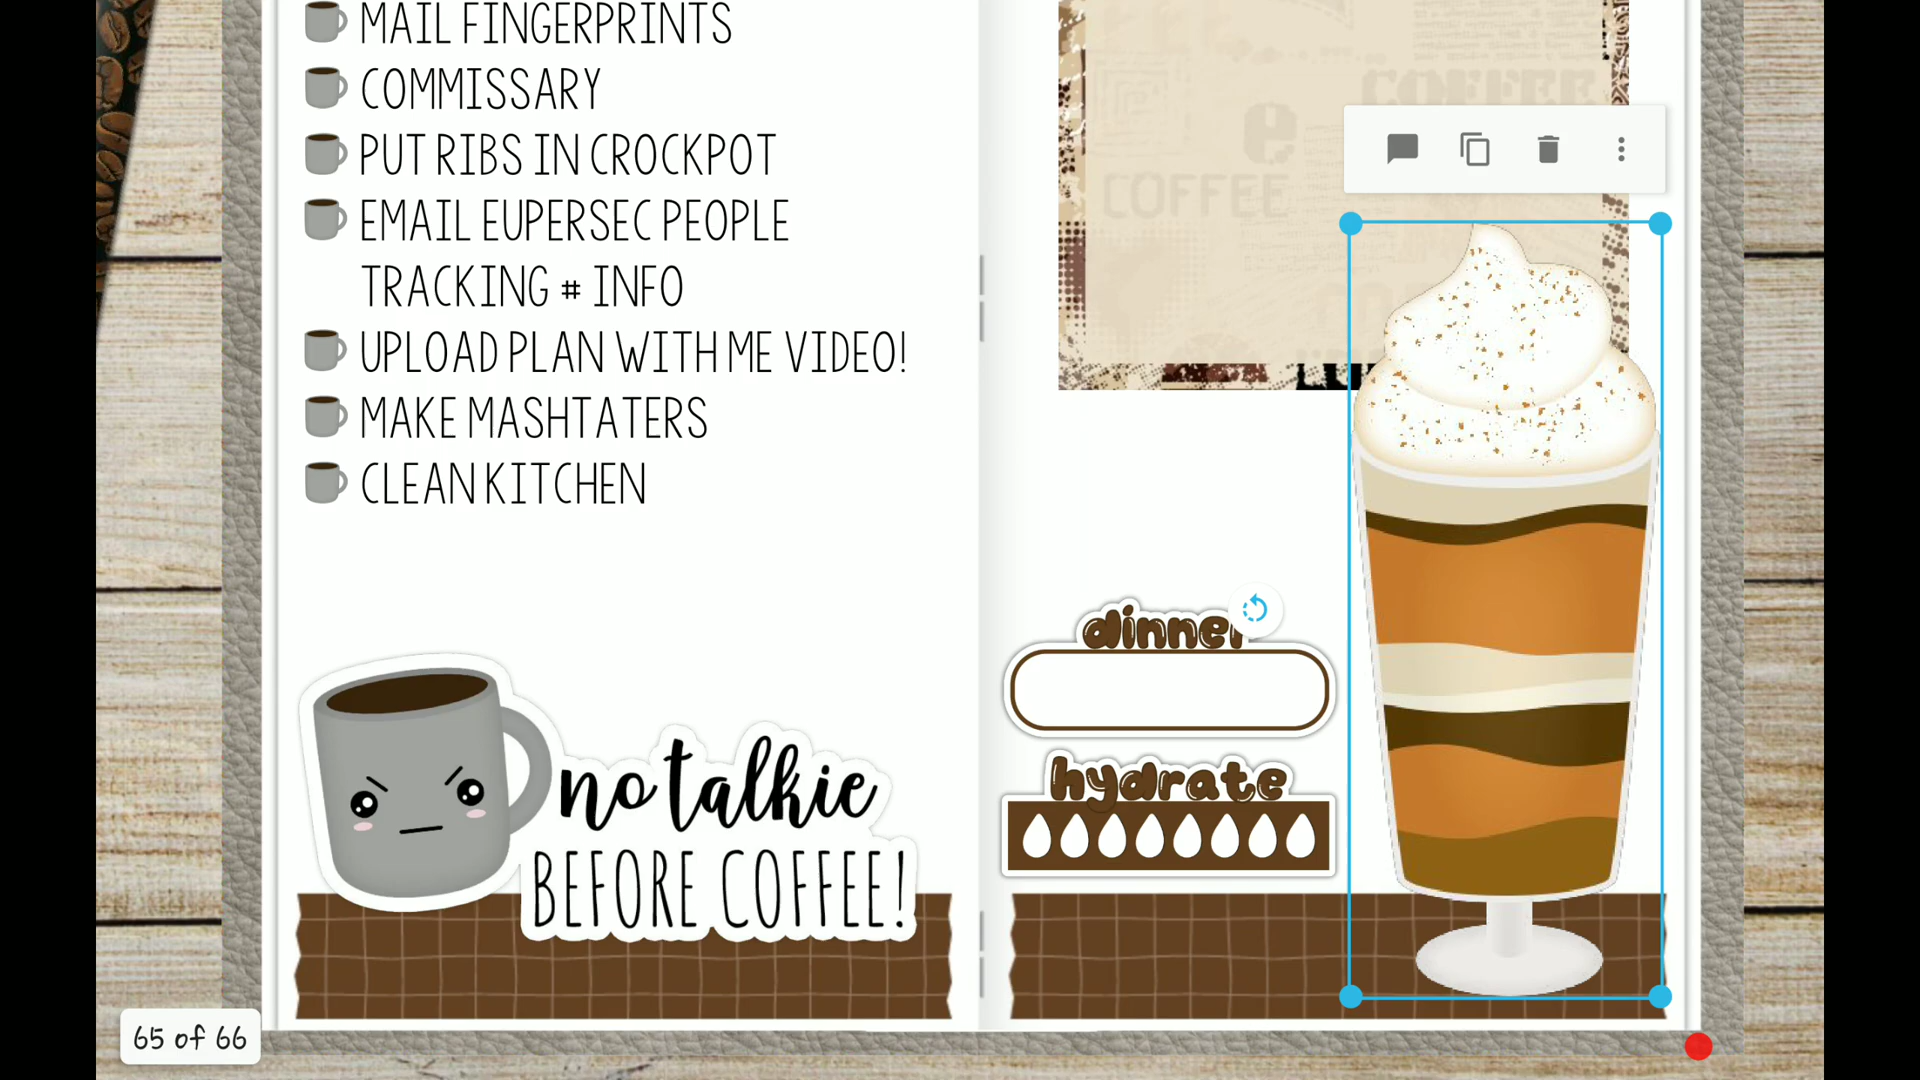 MAIL FINGERPRINTS
COMMISSARY
PUT RIBS IN CROCKPOT
EMAIL EUPERSEC PEOPLE
TRACKING # INFO
UPLOAD PLAN WITH ME VIDEO!
MAKE MASHTATERS
CLEAN KITCHEN
no talkie
BEFORE COFFEE!
COFFEE
e
COFFEE
dinner
hydrate
65 of 66